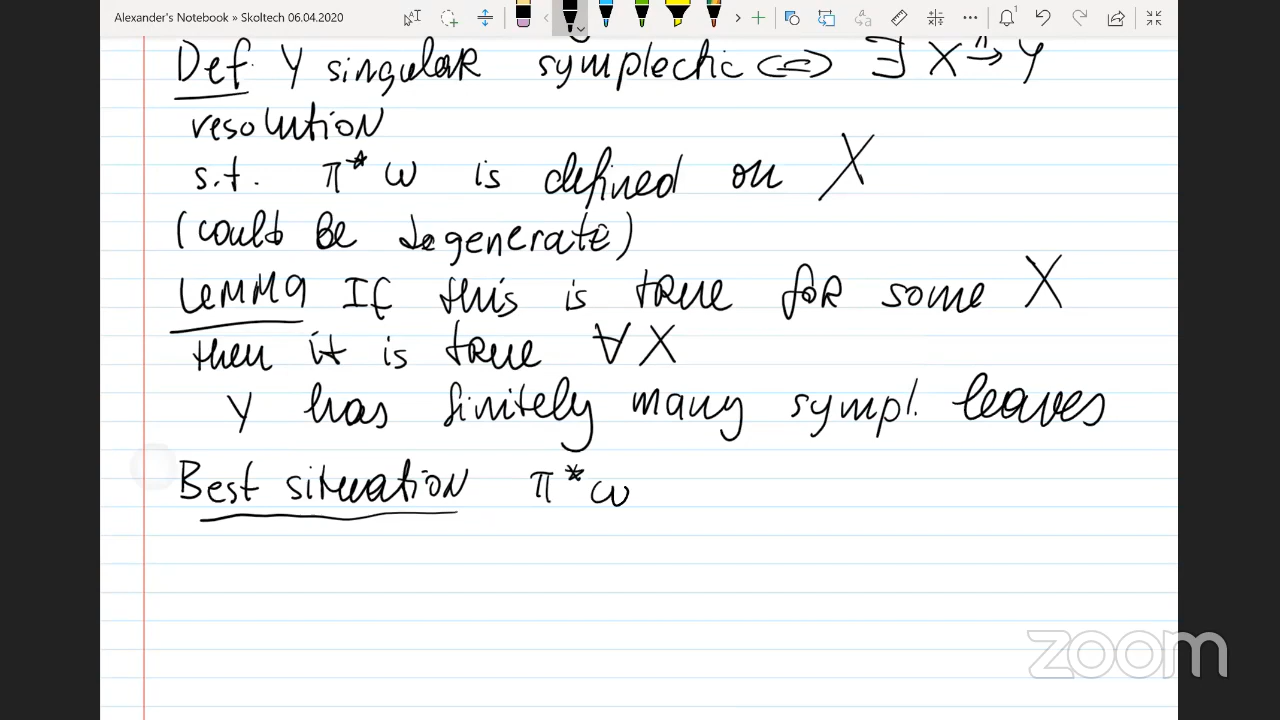 Alexander's Notebook » Skoltech 06.04.2020
Def. Y singular symplectic <=> ∃ X →π Y
resolution
s.t. π* ω is defined on X
(could be degenerate)
Lemma If this is true for some X
then it is true ∀ X
Y has finitely many sympl. leaves
Best situation π* ω
zoom